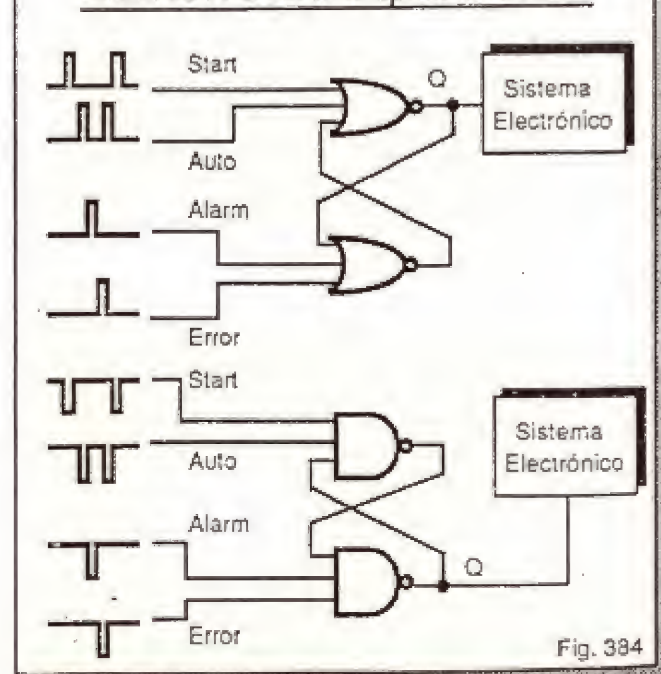 Start
Q
Sistema
Electrónico
Auto
Alarm
Error
Start
Sistema
Electrónico
Auto
Alarm
Q
Error
Fig. 384